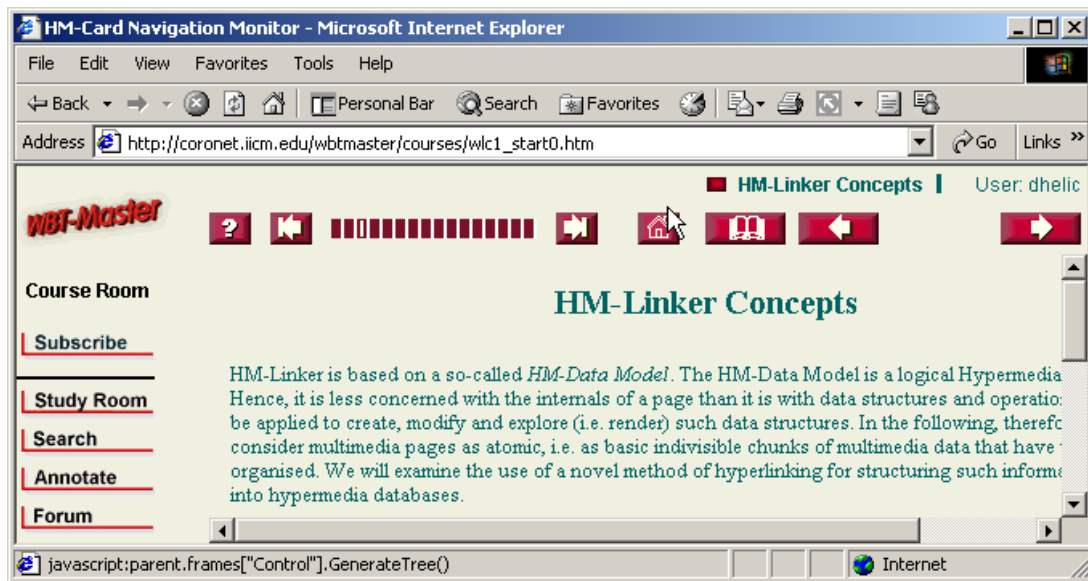 HM-Card Navigation Monitor - Microsoft Internet Explorer
File Edit View Favorites Tools Help
Back Personal Bar Search Favorites
Address http://coronet.iicm.edu/wbtmaster/courses/wlc1_start0.htm Go Links »
HM-Linker Concepts User: dhelic
WBT-Master
?
Course Room
HM-Linker Concepts
Subscribe
HM-Linker is based on a so-called HM-Data Model. The HM-Data Model is a logical Hypermedia
Study Room
Hence, it is less concerned with the internals of a page than it is with data structures and operatio
be applied to create, modify and explore (i.e. render) such data structures. In the following, therefo
Search
consider multimedia pages as atomic, i.e. as basic indivisible chunks of multimedia data that have
Annotate
organised. We will examine the use of a novel method of hyperlinking for structuring such informa
into hypermedia databases.
Forum
javascript:parent.frames["Control"].GenerateTree() Internet